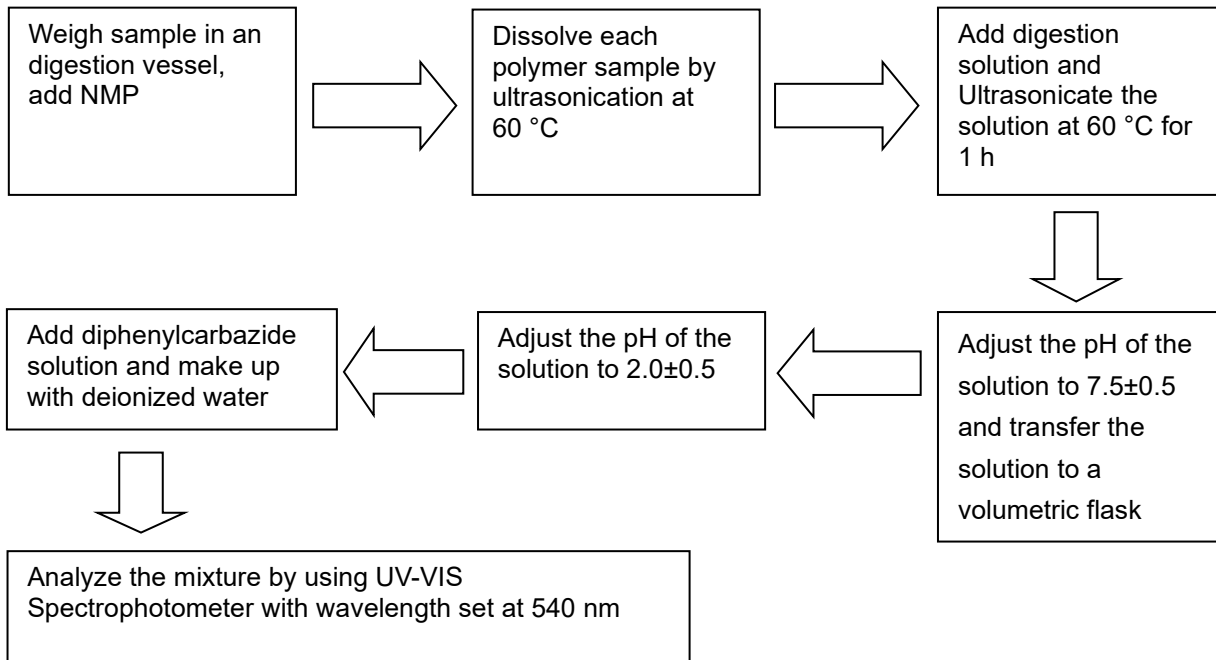 Weigh sample in an
digestion vessel,
add NMP
Dissolve each
polymer sample by
ultrasonication at
60 °C
Add digestion
solution and
Ultrasonicate the
solution at 60 °C for
1 h
Adjust the pH of the
solution to 7.5±0.5
and transfer the
solution to a
volumetric flask
Adjust the pH of the
solution to 2.0±0.5
Add diphenylcarbazide
solution and make up
with deionized water
Analyze the mixture by using UV-VIS
Spectrophotometer with wavelength set at 540 nm